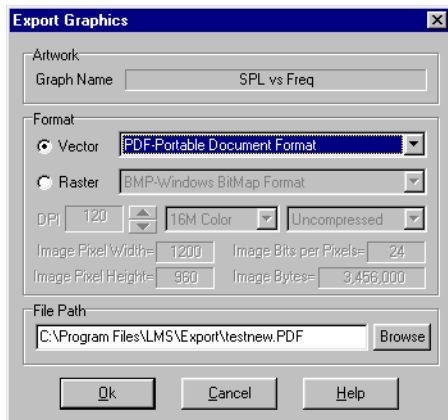 Export Graphics
Artwork
Graph Name SPL vs Freq
Format
Vector PDF-Portable Document Format
Raster BMP-Windows BitMap Format
DPI 120 16M Color Uncompressed
Image Pixel Width= 1200 Image Bits per Pixels= 24
Image Pixel Height= 960 Image Bytes= 3,456,000
File Path
C:\Program Files\LMS\Export\testnew.PDF Browse
Ok Cancel Help